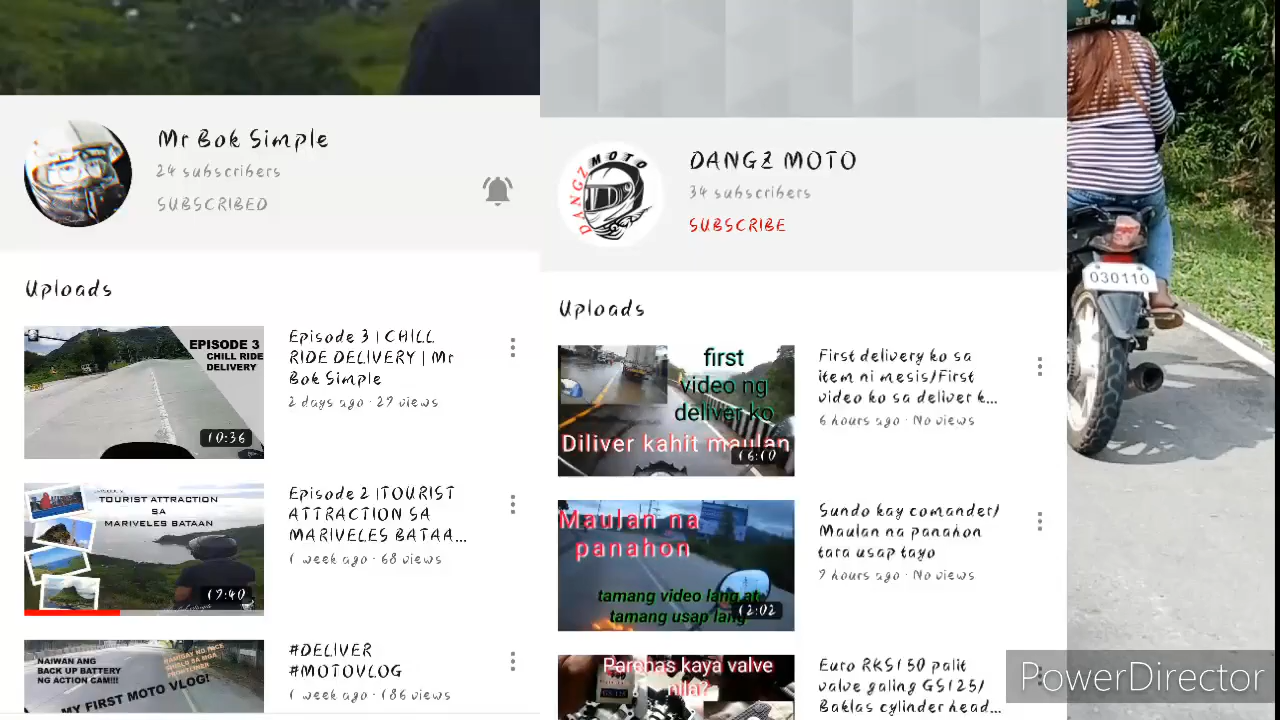 Mr Bok Simple
24 subscribers
SUBSCRIBED
Uploads
EPISODE 3
CHILL
RIDE
DELIVERY
10:36
Episode 3 | CHILL
RIDE DELIVERY | Mr
Bok Simple
2 days ago · 29 views
TOURIST ATTRACTION
SA
MARIVELES BATAAN
Episode 2 |TOURIST
ATTRACTION SA
MARIVELES BATAA...
1 week ago · 68 views
NAIWAN ANG
BACK UP BATTERY
NG ACTION CAM!!!
MY FIRST MOTO VLOG!
#DELIVER
#MOTOVLOG
1 week ago · 186 views
DANGZ MOTO
DANGZ MOTO
34 subscribers
SUBSCRIBE
Uploads
first
video ng
deliver ko
Diliver kahit maulan
16:10
First delivery ko sa
item ni mesis/First
video ko sa deliver k...
6 hours ago · No views
Maulan na
panahon
tamang video lang at
tamang usap lang
12:02
Sundo kay comander/
Maulan na panahon
tara usap tayo
9 hours ago · No views
Parehas kaya valve
nila?
Euro RKS150 palit
valve galing GS125/
Baklas cylinder head...
030110
PowerDirector